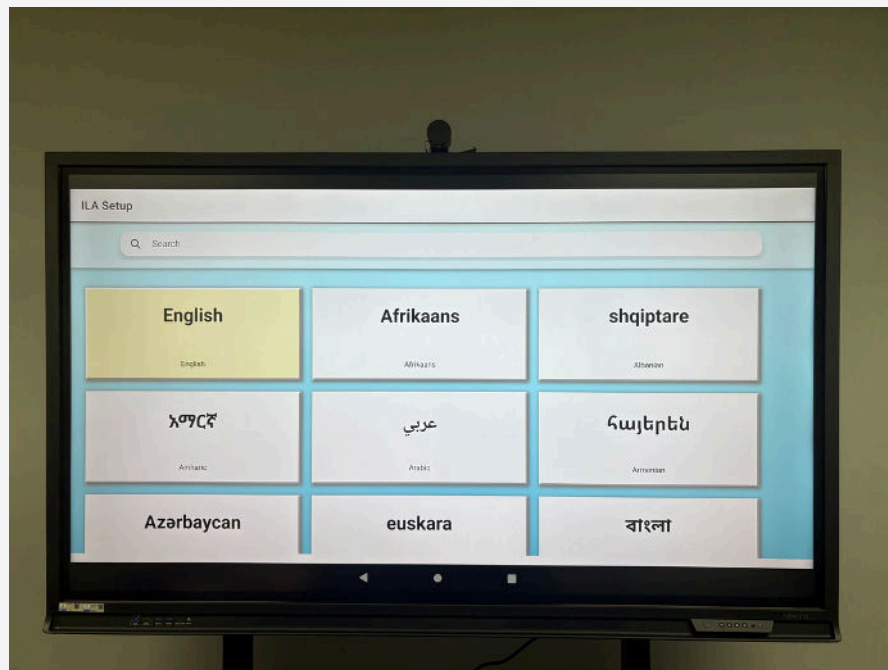 ILA Setup
Search
English
English
Afrikaans
Afrikaans
shqiptare
Albanian
አማርኛ
Amharic
عربي
Arabic
հայերեն
Armenian
Azərbaycan
euskara
বাংলা